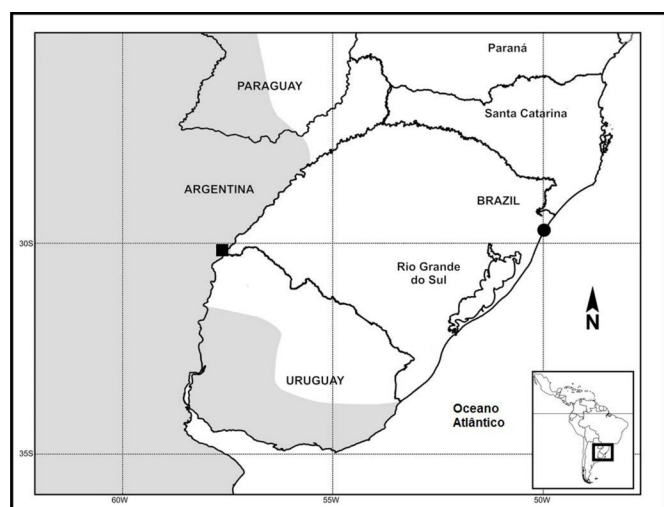 Paraná
PARAGUAY
Santa Catarina
ARGENTINA
BRAZIL
30S
Rio Grande
do Sul
N
URUGUAY
Oceano
Atlântico
35S
60W
55W
50W